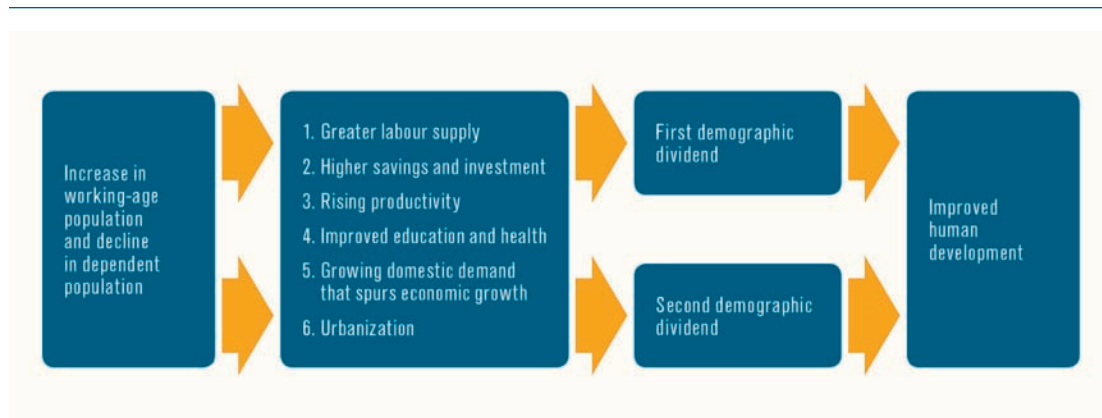 Increase in
working-age
population
and decline
in dependent
population
1. Greater labour supply
2. Higher savings and investment
3. Rising productivity
4. Improved education and health
5. Growing domestic demand
that spurs economic growth
6. Urbanization
First demographic
dividend
Second demographic
dividend
Improved
human
development